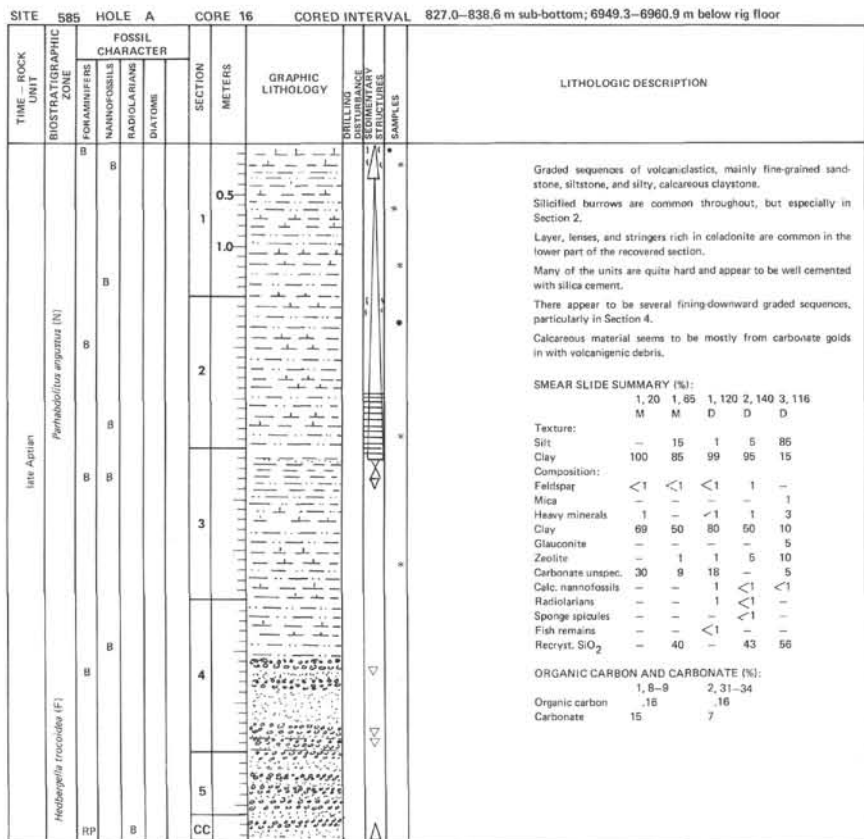 SITE 585 HOLE A CORE 16 CORED INTERVAL 827.0–838.6 m sub-bottom; 6949.3–6960.9 m below rig floor
TIME – ROCK UNIT
BIOSTRATIGRAPHIC ZONE
FOSSIL CHARACTER
FORAMINIFERS
NANNOFOSSILS
RADIOLARIANS
DIATOMS
SECTION
METERS
GRAPHIC LITHOLOGY
DRILLING DISTURBANCE
SEDIMENTARY STRUCTURES
SAMPLES
LITHOLOGIC DESCRIPTION
late Aptian
Parhabdolitus angustus (N)
Hedbergella trocoidea (F)
B
B
B
B
B
B B
B
B
RP B
1
0.5
1.0
2
3
4
5
CC
Graded sequences of volcaniclastics, mainly fine-grained sand-
stone, siltstone, and silty, calcareous claystone.
Silicified burrows are common throughout, but especially in
Section 2.
Layer, lenses, and stringers rich in celadonite are common in the
lower part of the recovered section.
Many of the units are quite hard and appear to be well cemented
with silica cement.
There appear to be several fining-downward graded sequences,
particularly in Section 4.
Calcareous material seems to be mostly from carbonate golds
in with volcanigenic debris.
SMEAR SLIDE SUMMARY (%):
1, 20 1, 65 1, 120 2, 140 3, 116
M M D D D
Texture:
Silt – 15 1 5 85
Clay 100 85 99 95 15
Composition:
Feldspar <1 <1 <1 1 –
Mica – – – – 1
Heavy minerals 1 – <1 1 3
Clay 69 50 80 50 10
Glauconite – – – – 5
Zeolite – 1 1 5 10
Carbonate unspec. 30 9 18 – 5
Calc. nannofossils – – 1 <1 <1
Radiolarians – – 1 <1 –
Sponge spicules – – – <1 –
Fish remains – – <1 – –
Recryst. SiO2 – 40 – 43 56
ORGANIC CARBON AND CARBONATE (%):
1, 8–9 2, 31–34
Organic carbon .16 .16
Carbonate 15 7